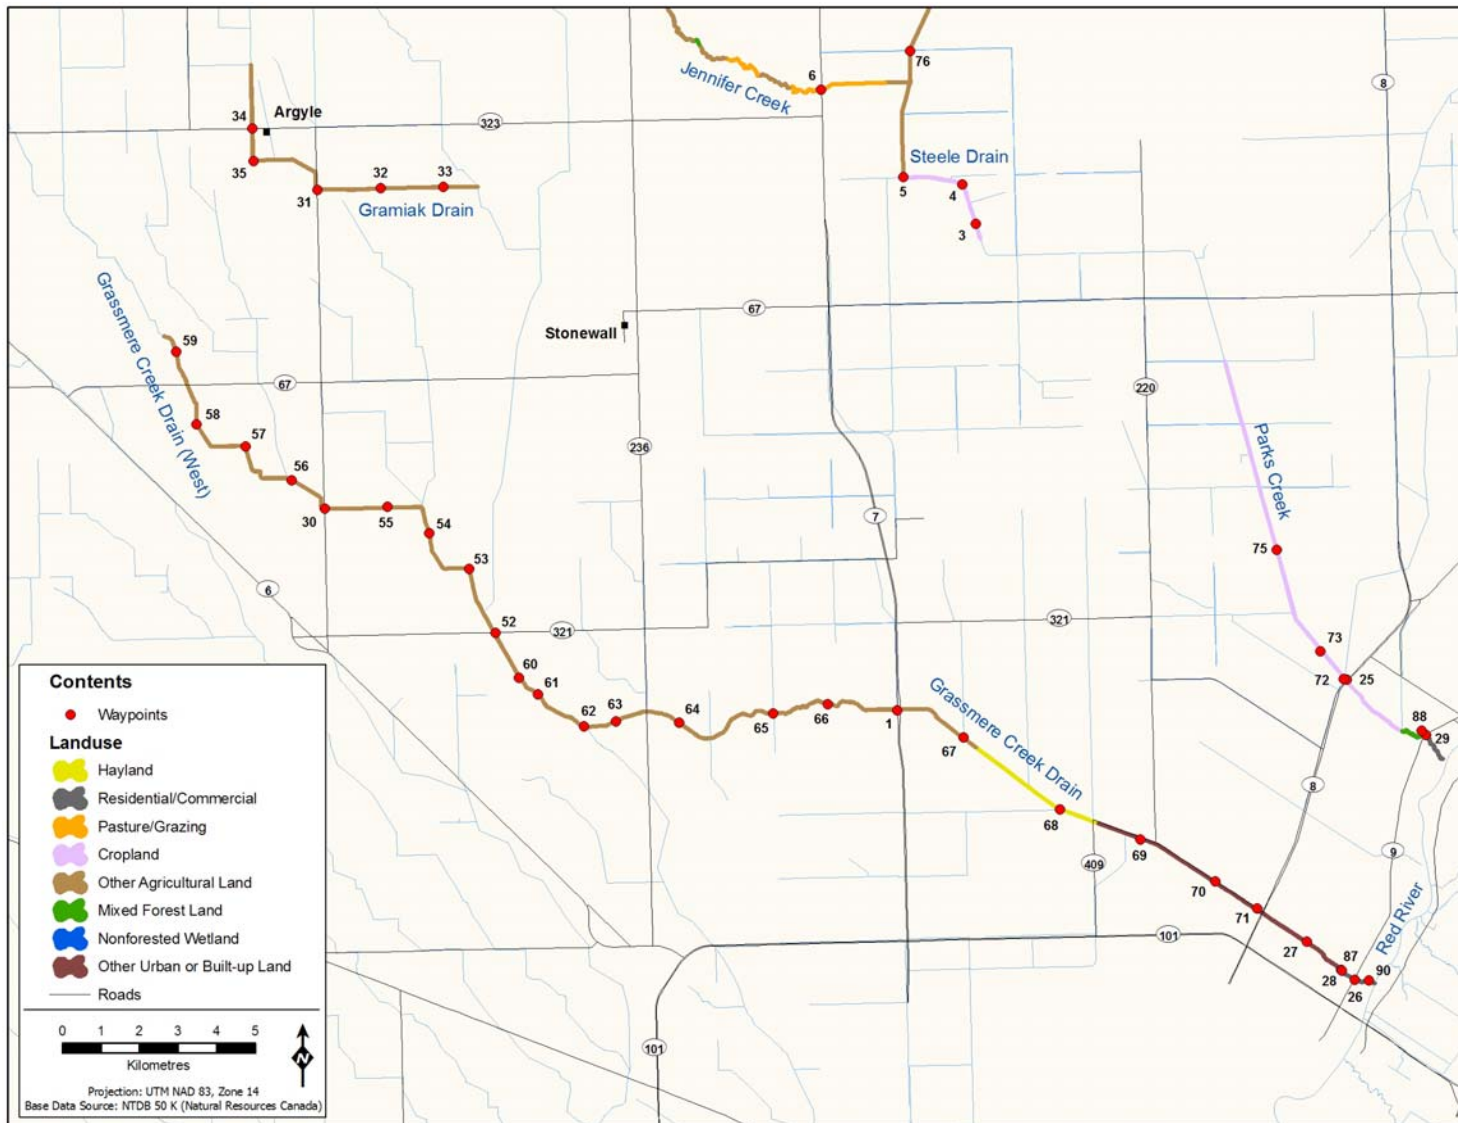 6
76
8
Jennifer Creek
34
Argyle
323
Steele Drain
35
32
33
5
4
31
Gramiak Drain
3
Grassmere Creek Drain (West)
67
Stonewall
59
67
220
58
57
236
Parks Creek
56
30
55
54
7
75
53
6
52
321
321
73
60
61
72
25
62
63
64
65
66
1
Grassmere Creek Drain
67
88
29
8
68
69
409
9
70
71
101
Red River
27
87
28
90
26
101
Contents
Waypoints
Landuse
Hayland
Residential/Commercial
Pasture/Grazing
Cropland
Other Agricultural Land
Mixed Forest Land
Nonforested Wetland
Other Urban or Built-up Land
Roads
0 1 2 3 4 5
Kilometres
N
Projection: UTM NAD 83, Zone 14
Base Data Source: NTDB 50 K (Natural Resources Canada)